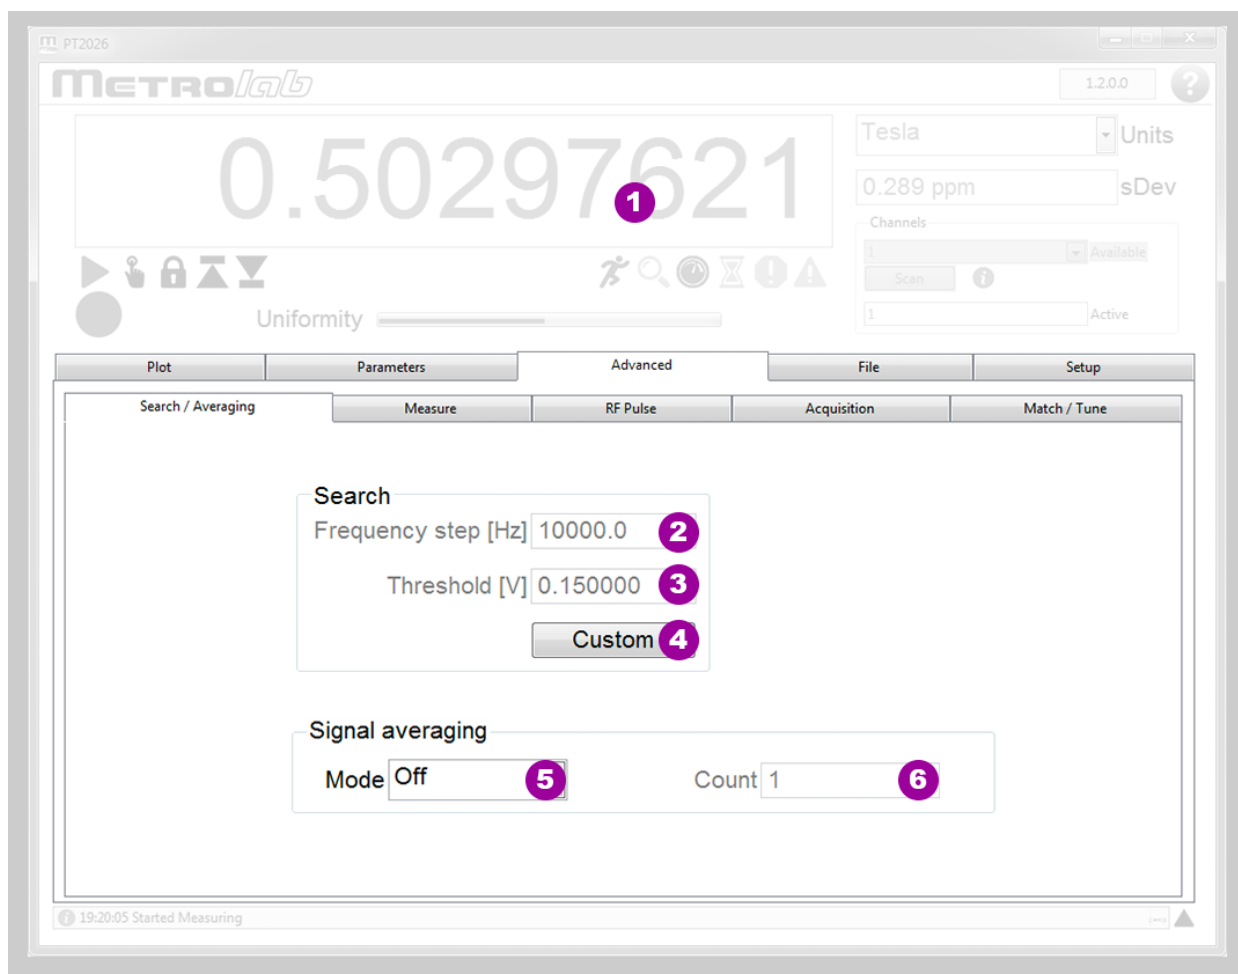 PT2026
METROlab
1.2.0.0
?
0.50297621
1
Tesla
Units
0.289 ppm
sDev
Channels
1
Available
Scan
i
1
Active
Uniformity
Plot
Parameters
Advanced
File
Setup
Search / Averaging
Measure
RF Pulse
Acquisition
Match / Tune
Search
Frequency step [Hz] 10000.0 2
Threshold [V] 0.150000 3
Custom 4
Signal averaging
Mode Off 5
Count 1 6
i 19:20:05 Started Measuring